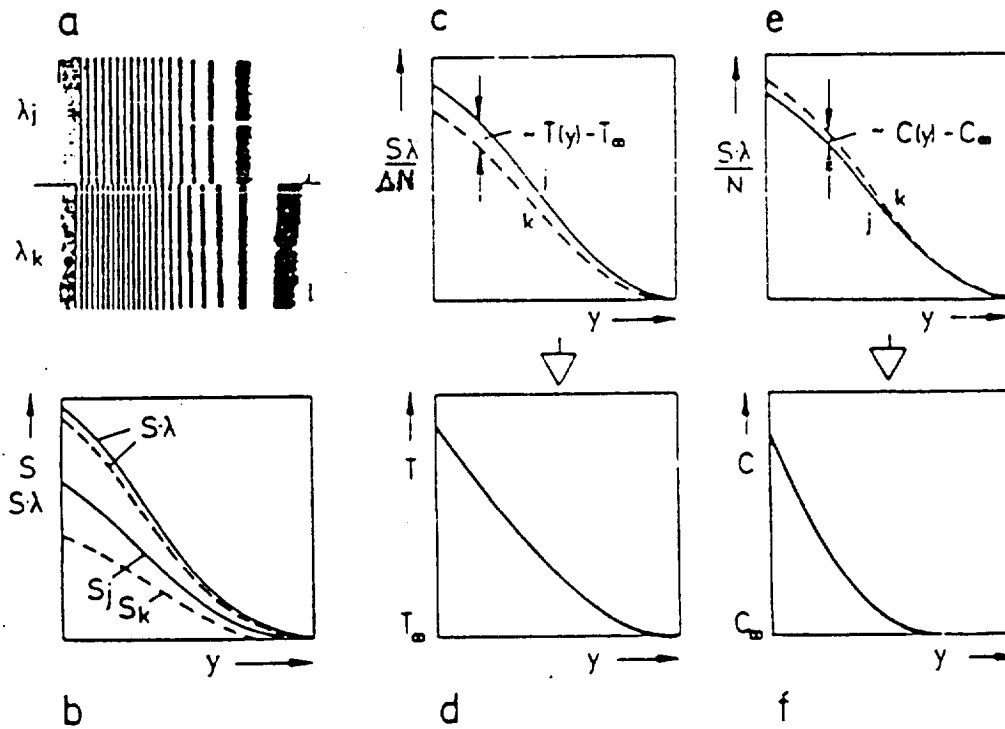 a
λj
λk
b
S
S·λ
S·λ
Sj
Sk
y
c
S·λ
ΔN
~ T(y) - T∞
j
k
y
d
T
T∞
y
e
S·λ
N
~ C(y) - C∞
k
j
y
f
C
C∞
y